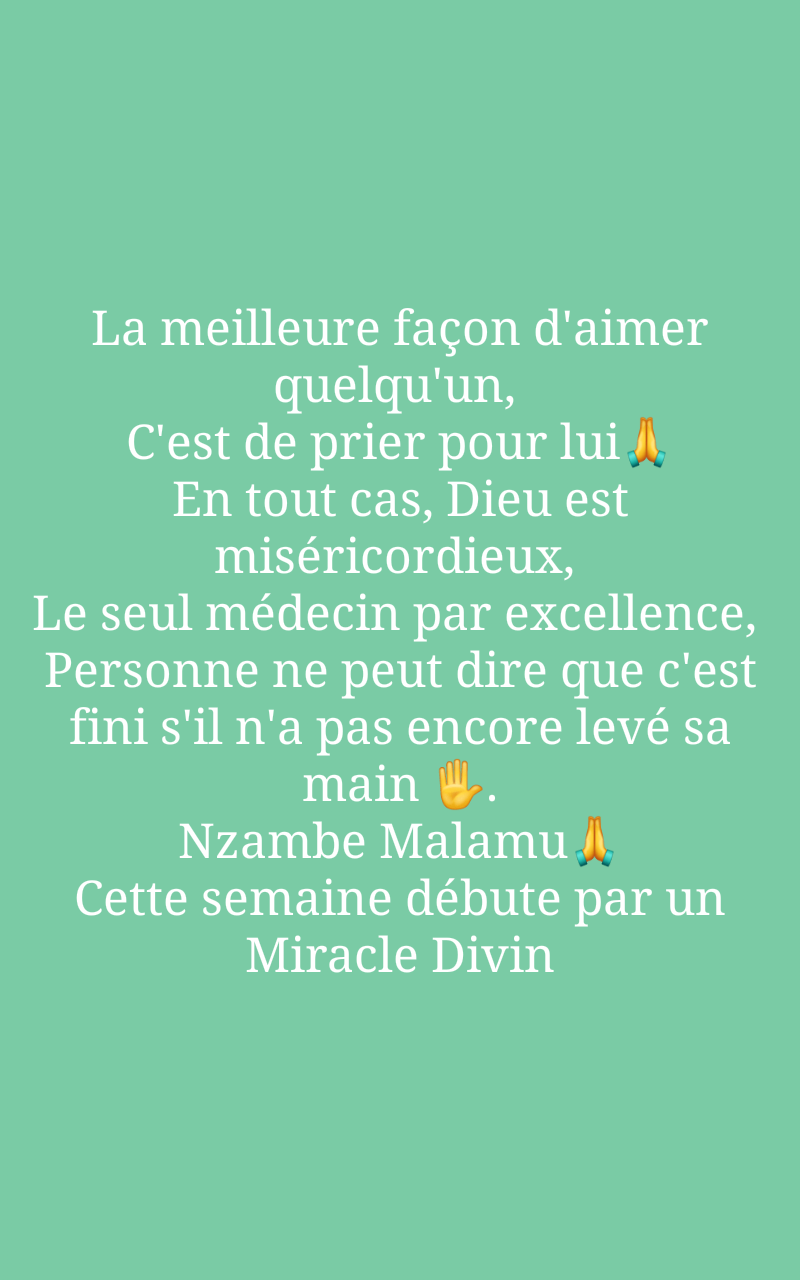 La meilleure façon d'aimer
quelqu'un,
C'est de prier pour lui🙏
En tout cas, Dieu est
miséricordieux,
Le seul médecin par excellence,
Personne ne peut dire que c'est
fini s'il n'a pas encore levé sa
main ✋.
Nzambe Malamu🙏
Cette semaine débute par un
Miracle Divin